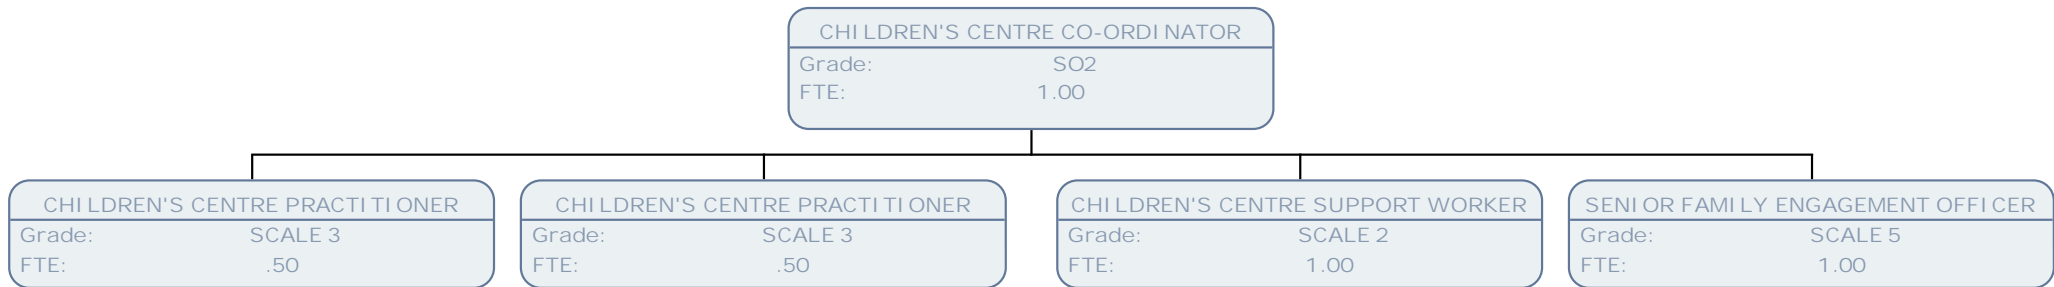 CHILDREN'S CENTRE CO-ORDINATOR
Grade: SO2
FTE: 1.00
CHILDREN'S CENTRE PRACTITIONER
Grade: SCALE 3
FTE: .50
CHILDREN'S CENTRE PRACTITIONER
Grade: SCALE 3
FTE: .50
CHILDREN'S CENTRE SUPPORT WORKER
Grade: SCALE 2
FTE: 1.00
SENIOR FAMILY ENGAGEMENT OFFICER
Grade: SCALE 5
FTE: 1.00